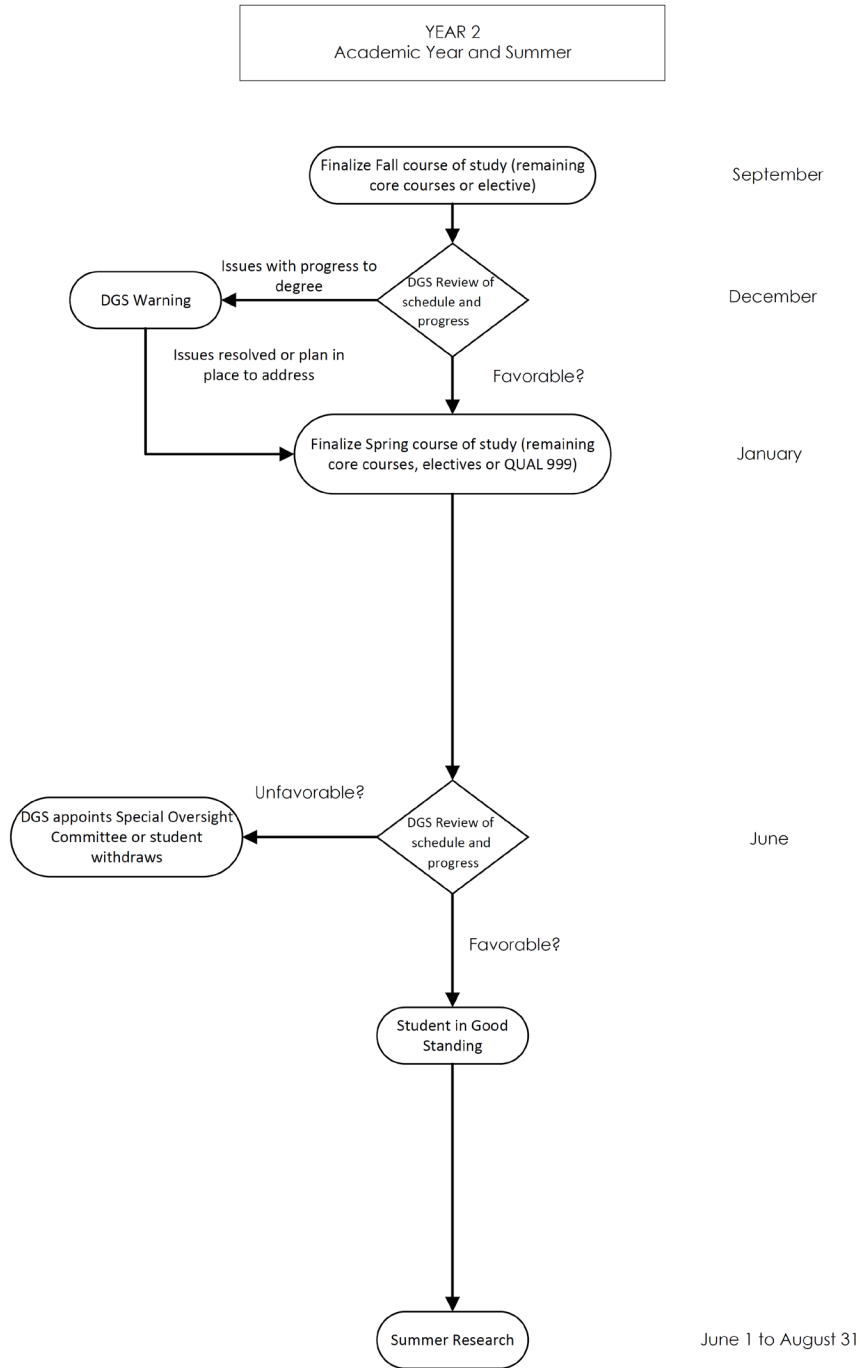 YEAR 2
Academic Year and Summer
Finalize Fall course of study (remaining
core courses or elective)
September
Issues with progress to
degree
DGS Warning
DGS Review of
schedule and
progress
December
Issues resolved or plan in
place to address
Favorable?
Finalize Spring course of study (remaining
core courses, electives or QUAL 999)
January
Unfavorable?
DGS appoints Special Oversight
Committee or student
withdraws
DGS Review of
schedule and
progress
June
Favorable?
Student in Good
Standing
Summer Research
June 1 to August 31